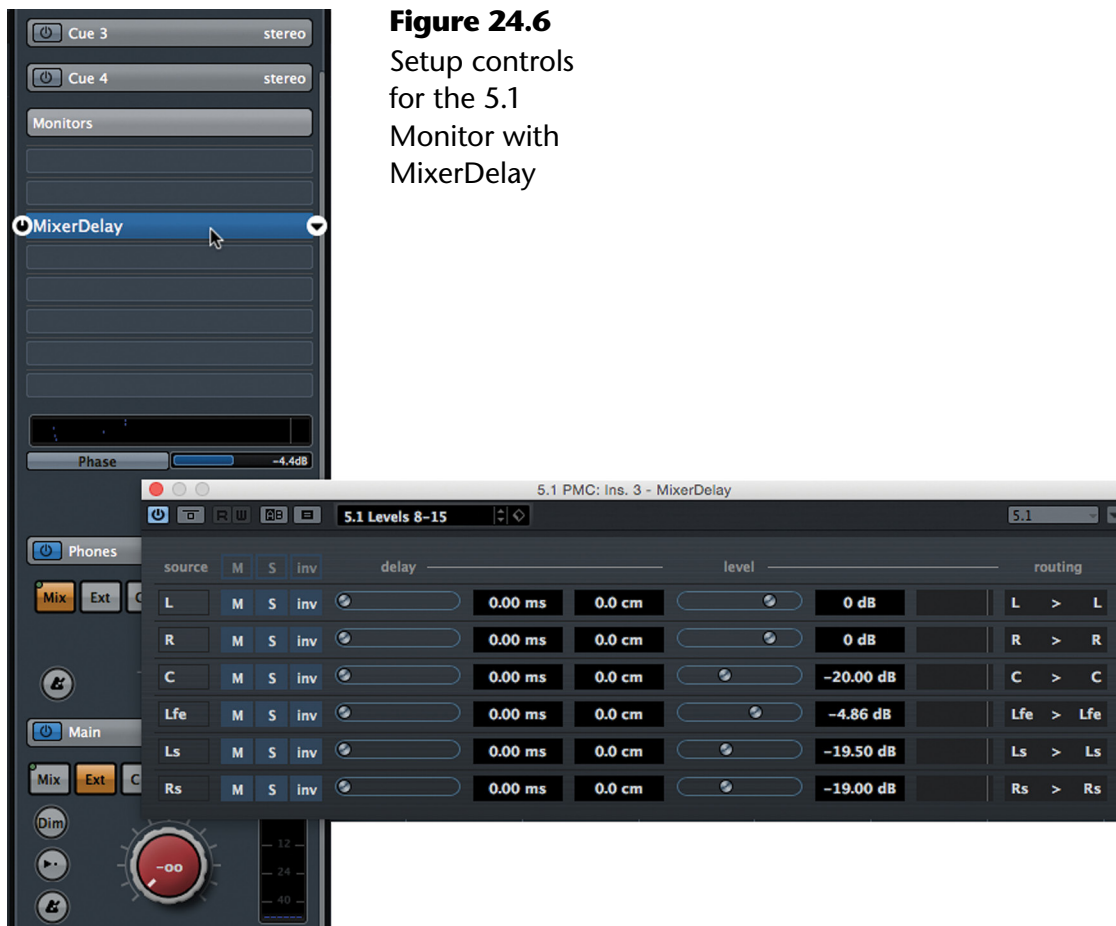 Figure 24.6
Setup controls
for the 5.1
Monitor with
MixerDelay
Cue 3 stereo
Cue 4 stereo
Monitors
MixerDelay
Phase -4.4dB
5.1 PMC: Ins. 3 - MixerDelay
R W AB 5.1 Levels 8-15 5.1
Phones
Mix Ext
source M S inv delay level routing
L M S inv 0.00 ms 0.0 cm 0 dB L > L
R M S inv 0.00 ms 0.0 cm 0 dB R > R
C M S inv 0.00 ms 0.0 cm -20.00 dB C > C
Lfe M S inv 0.00 ms 0.0 cm -4.86 dB Lfe > Lfe
Ls M S inv 0.00 ms 0.0 cm -19.50 dB Ls > Ls
Rs M S inv 0.00 ms 0.0 cm -19.00 dB Rs > Rs
Main
Mix Ext C
Dim
-oo
12
24
40